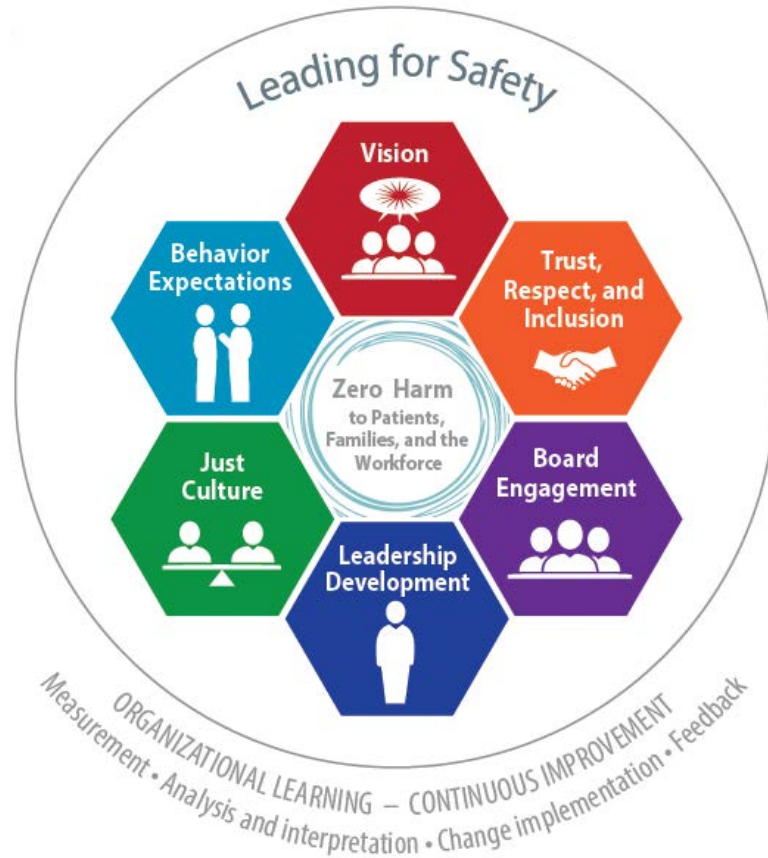 Leading for Safety
Vision
Trust,
Respect, and
Inclusion
Board
Engagement
Leadership
Development
Just
Culture
Behavior
Expectations
Zero Harm
to Patients,
Families, and the
Workforce
ORGANIZATIONAL LEARNING – CONTINUOUS IMPROVEMENT
Measurement • Analysis and interpretation • Change implementation • Feedback